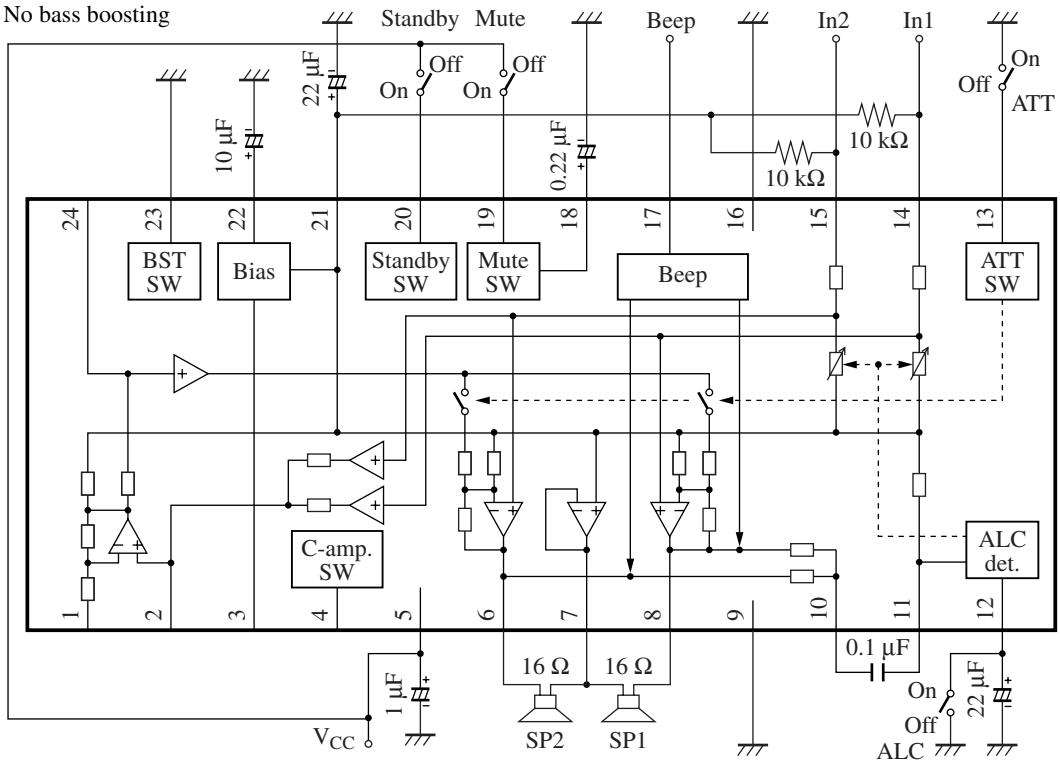 No bass boosting
Standby Mute Beep In2 In1
Off Off On
On On Off
ATT
22 µF
10 µF
0.22 µF
10 kΩ
10 kΩ
24 23 22 21 20 19 18 17 16 15 14 13
BST SW
Bias
Standby SW
Mute SW
Beep
ATT SW
C-amp. SW
ALC det.
1 2 3 4 5 6 7 8 9 10 11 12
1 µF
16 Ω 16 Ω
0.1 µF
On
Off
22 µF
VCC
SP2 SP1
ALC